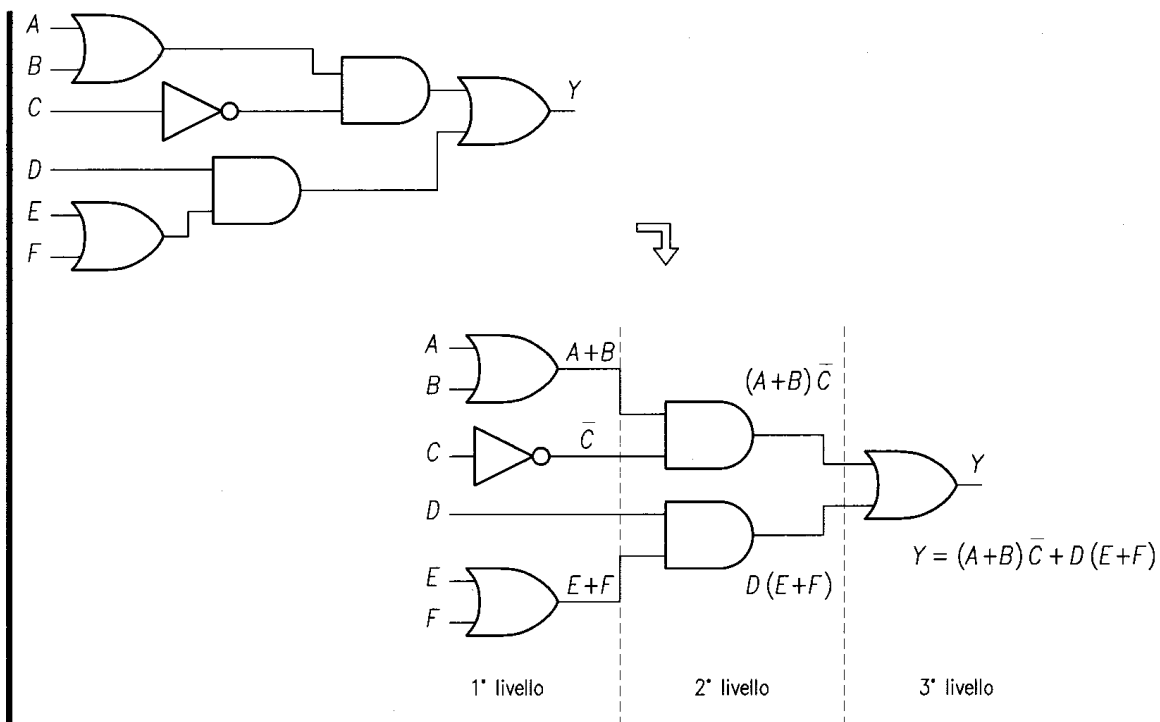 A
B
C
D
E
F
Y
A
A+B
B
(A+B) C̅
C
C̅
Y
D
Y = (A+B) C̅ + D (E+F)
E
E+F
D (E+F)
F
1° livello
2° livello
3° livello